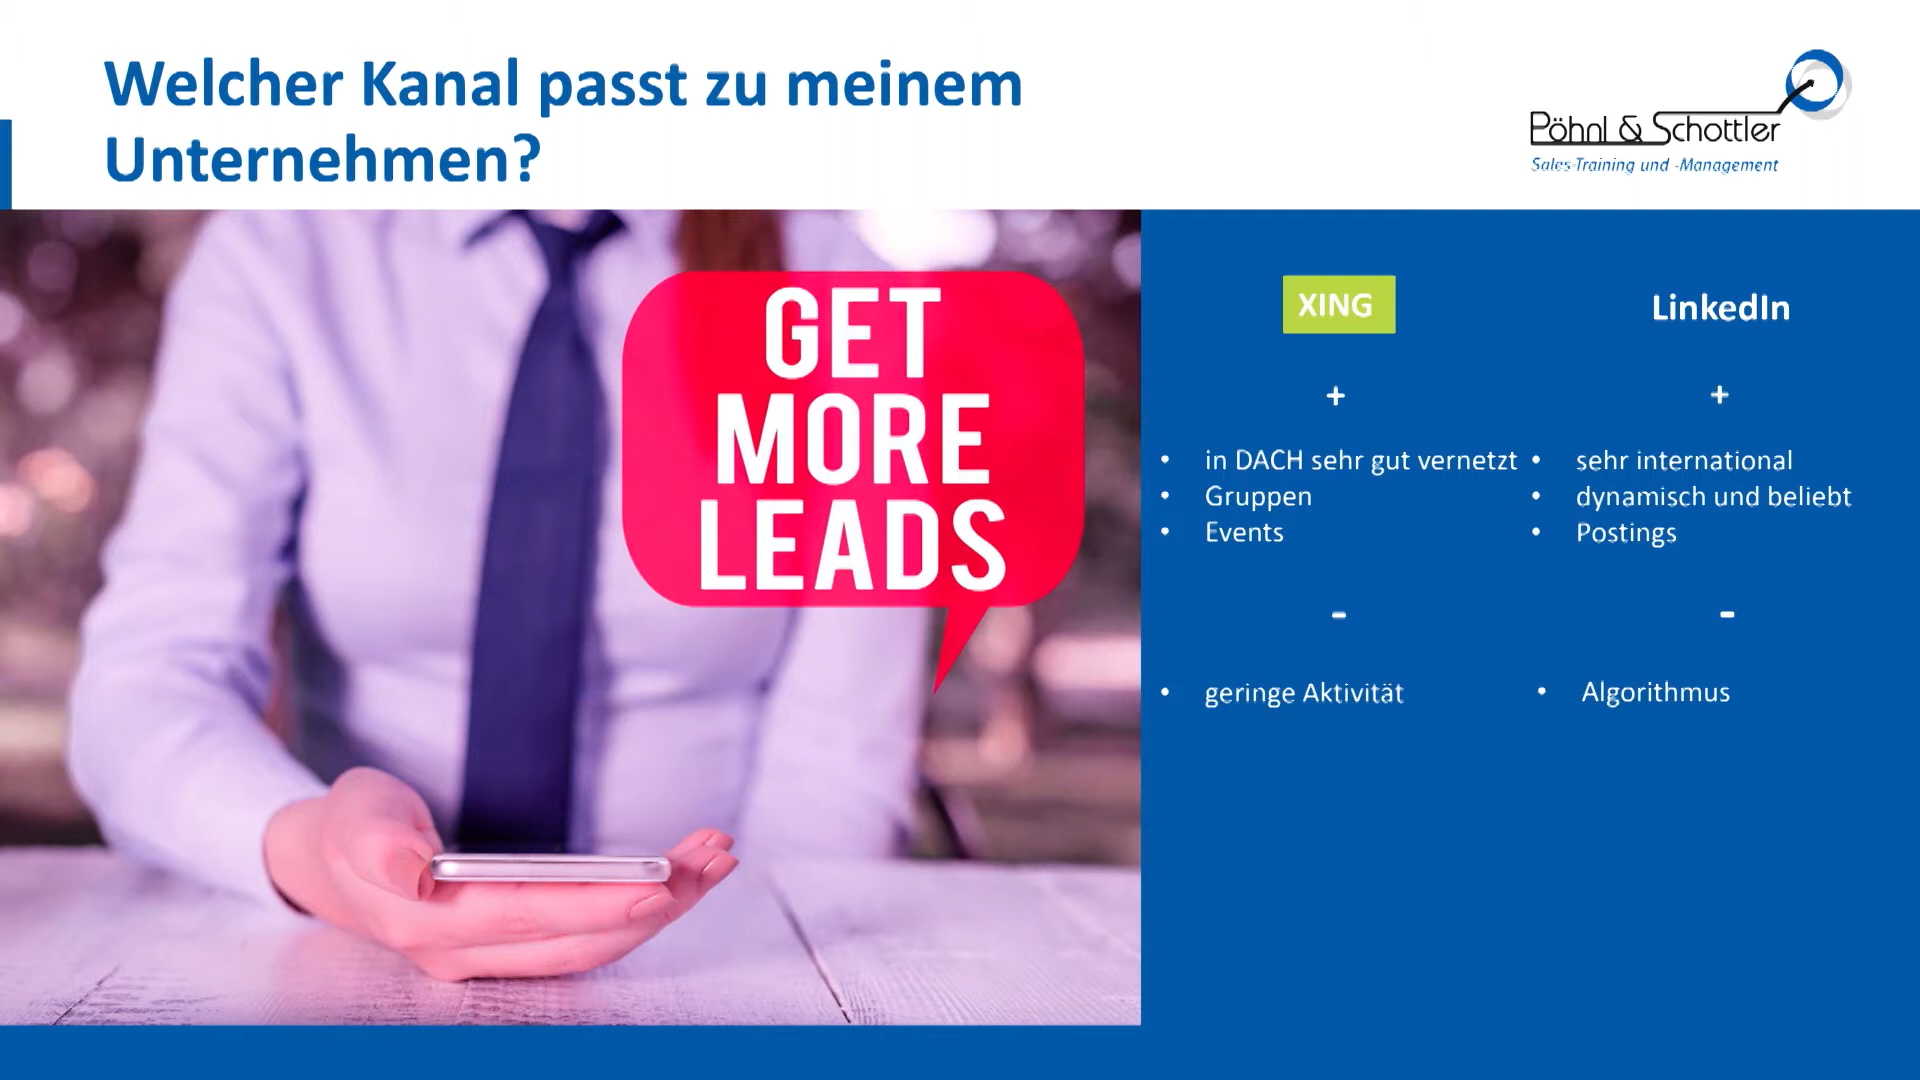 Welcher Kanal passt zu meinem
Unternehmen?
Pöhnl & Schottler
Sales-Training und -Management
GET
MORE
LEADS
XING
+
• in DACH sehr gut vernetzt
• Gruppen
• Events
-
• geringe Aktivität
LinkedIn
+
• sehr international
• dynamisch und beliebt
• Postings
-
• Algorithmus